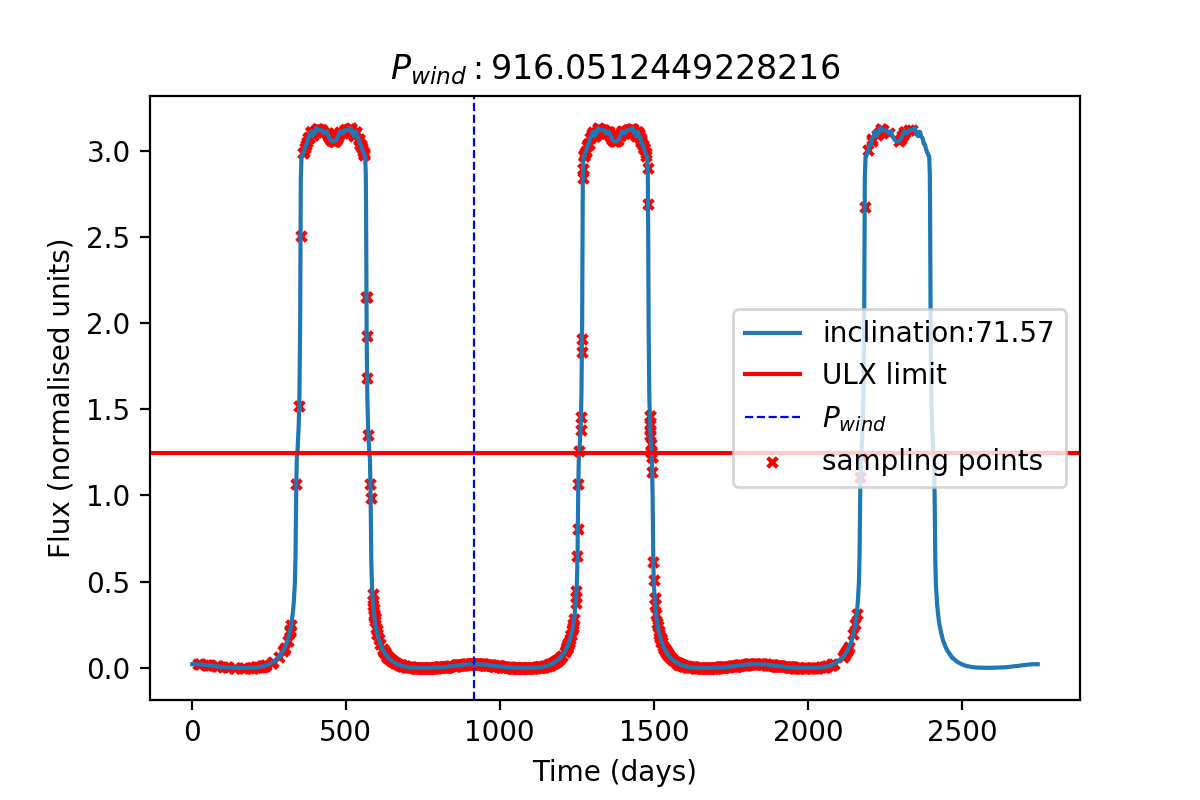 P_wind : 916.0512449228216
Flux (normalised units)
3.0
2.5
2.0
1.5
1.0
0.5
0.0
inclination:71.57
ULX limit
P_wind
sampling points
0 500 1000 1500 2000 2500
Time (days)